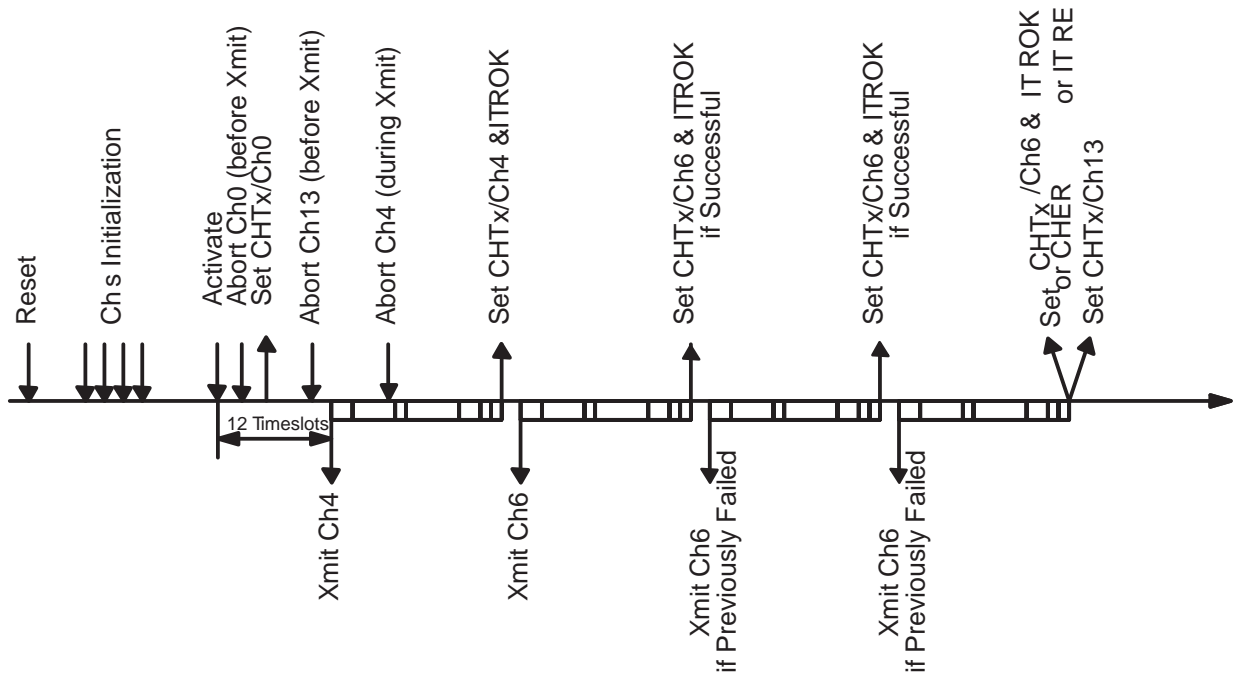 Reset
Chs Initialization
Activate
Abort Ch0 (before Xmit)
Set CHTx/Ch0
Abort Ch13 (before Xmit)
Abort Ch4 (during Xmit)
Set CHTx/Ch4 &ITROK
Set CHTx/Ch6 & ITROK
if Successful
Set CHTx/Ch6 & ITROK
if Successful
Set CHTx/Ch6 & IT ROK
or CHER or IT RE
Set CHTx/Ch13
12 Timeslots
Xmit Ch4
Xmit Ch6
Xmit Ch6
if Previously Failed
Xmit Ch6
if Previously Failed